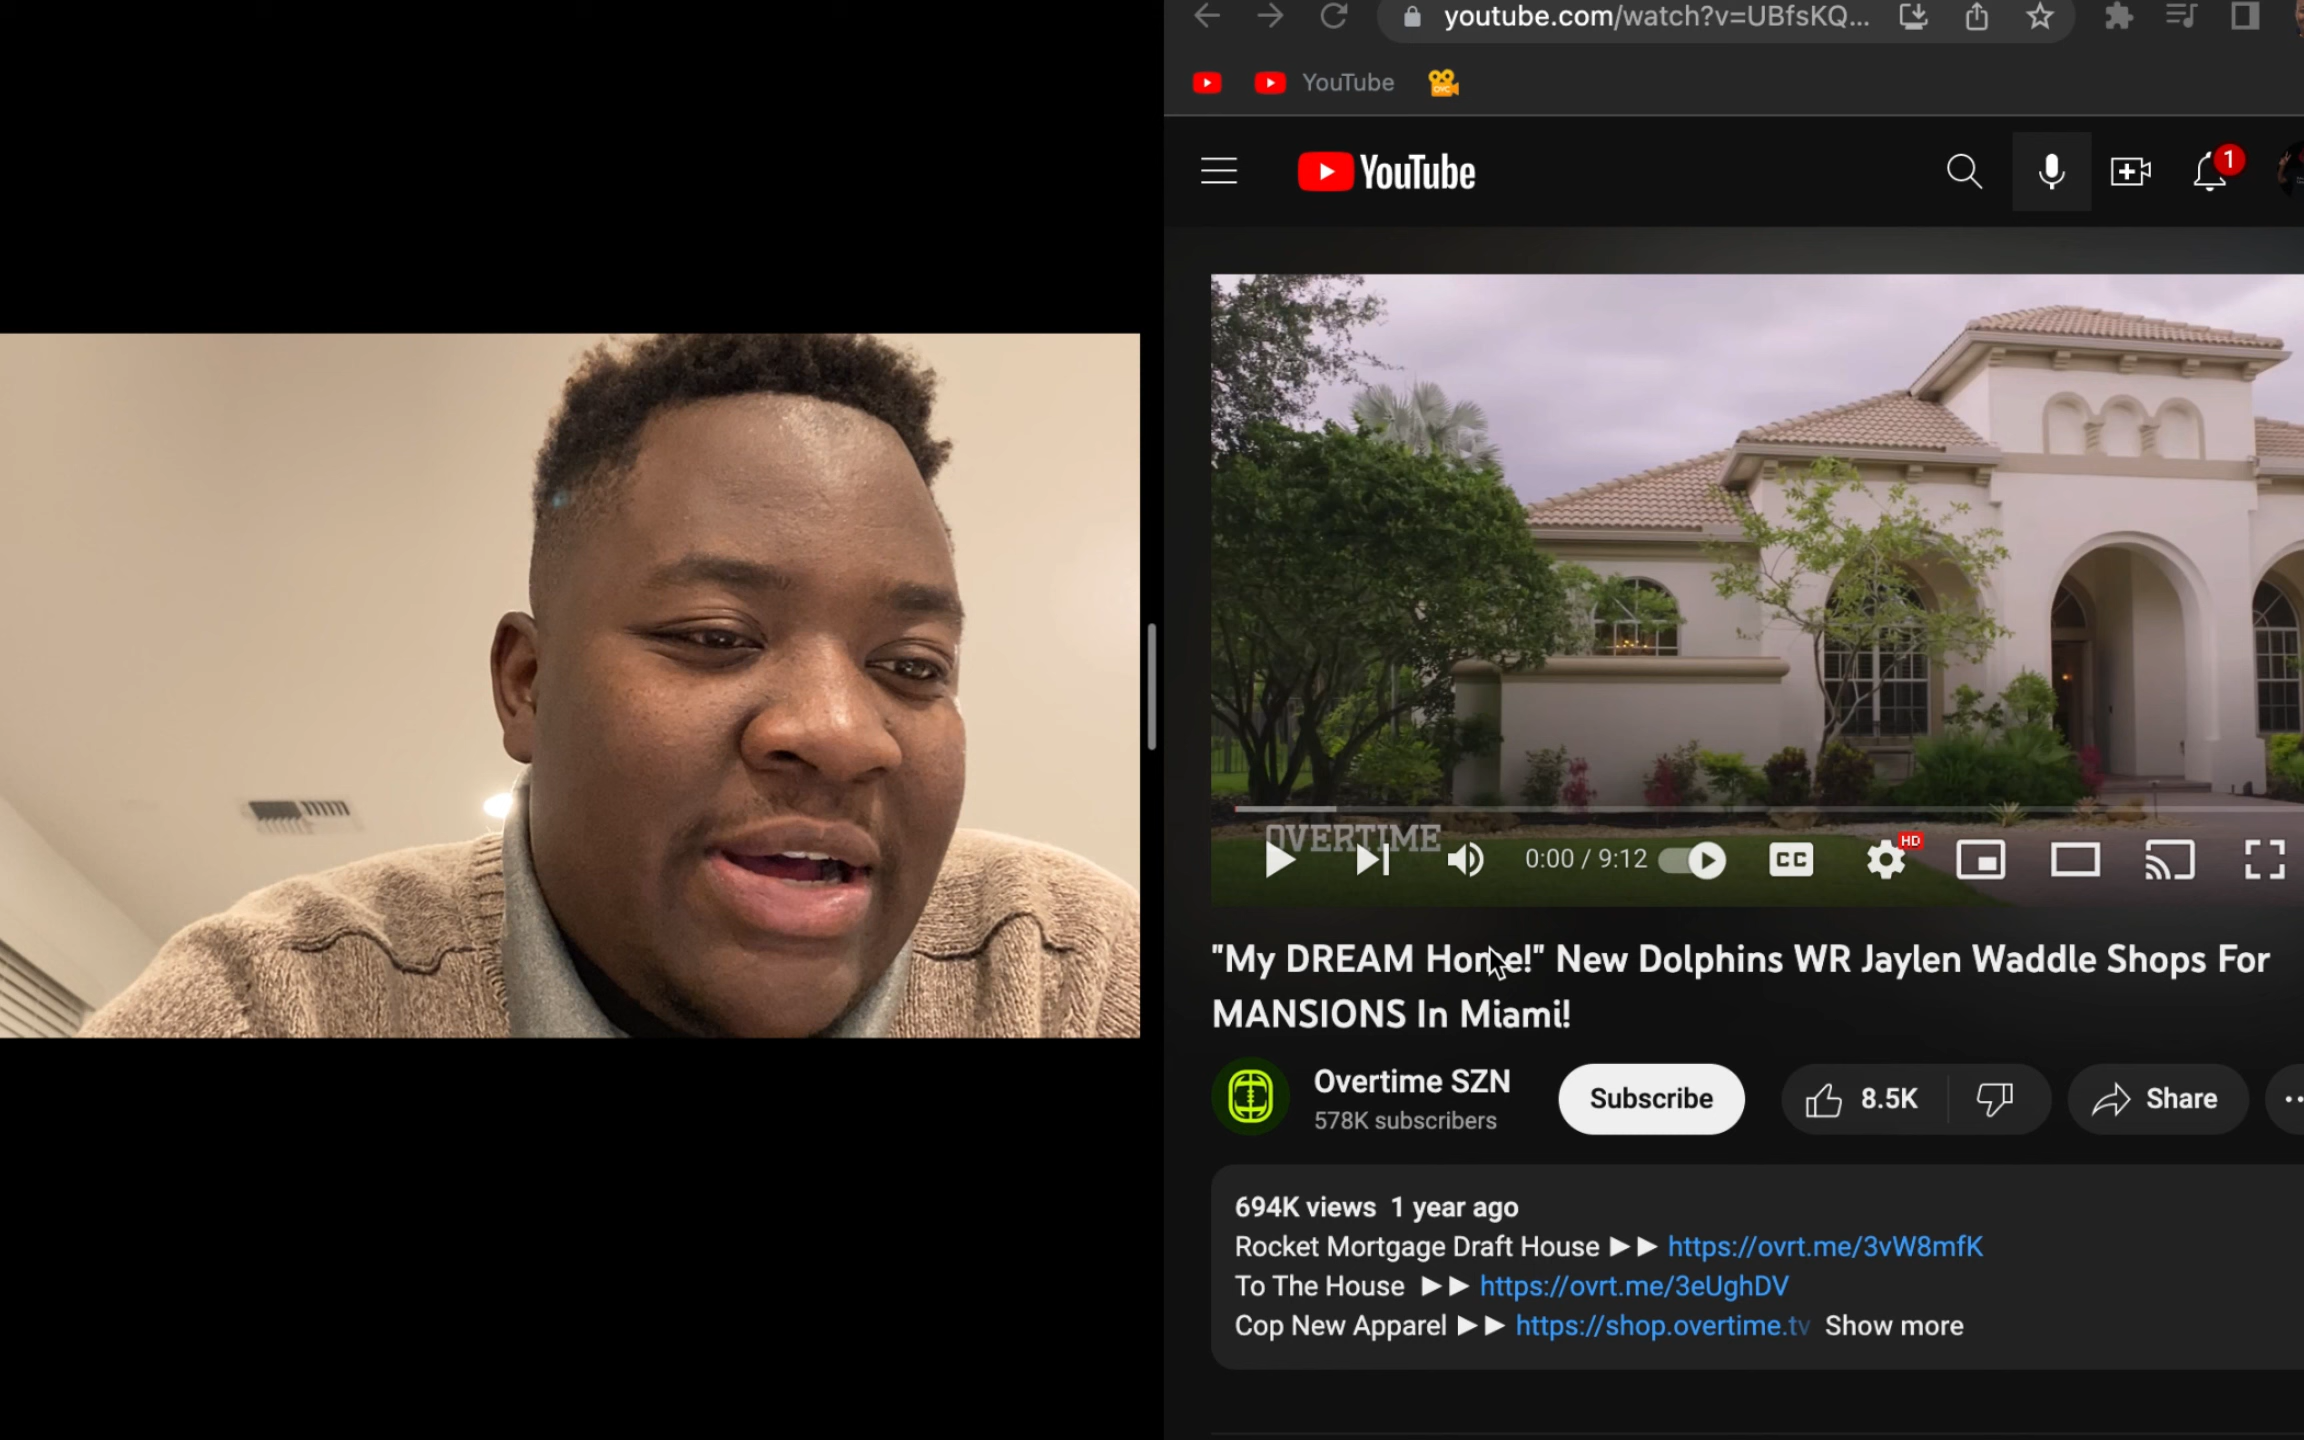 youtube.com/watch?v=UBfsKQ...
YouTube
OVC
YouTube
1
OVERTIME
0:00 / 9:12
CC
HD
"My DREAM Home!" New Dolphins WR Jaylen Waddle Shops For
MANSIONS In Miami!
Overtime SZN
578K subscribers
Subscribe
8.5K
Share
694K views 1 year ago
Rocket Mortgage Draft House ►► https://ovrt.me/3vW8mfK
To The House ►► https://ovrt.me/3eUghDV
Cop New Apparel ►► https://shop.overtime.tv Show more